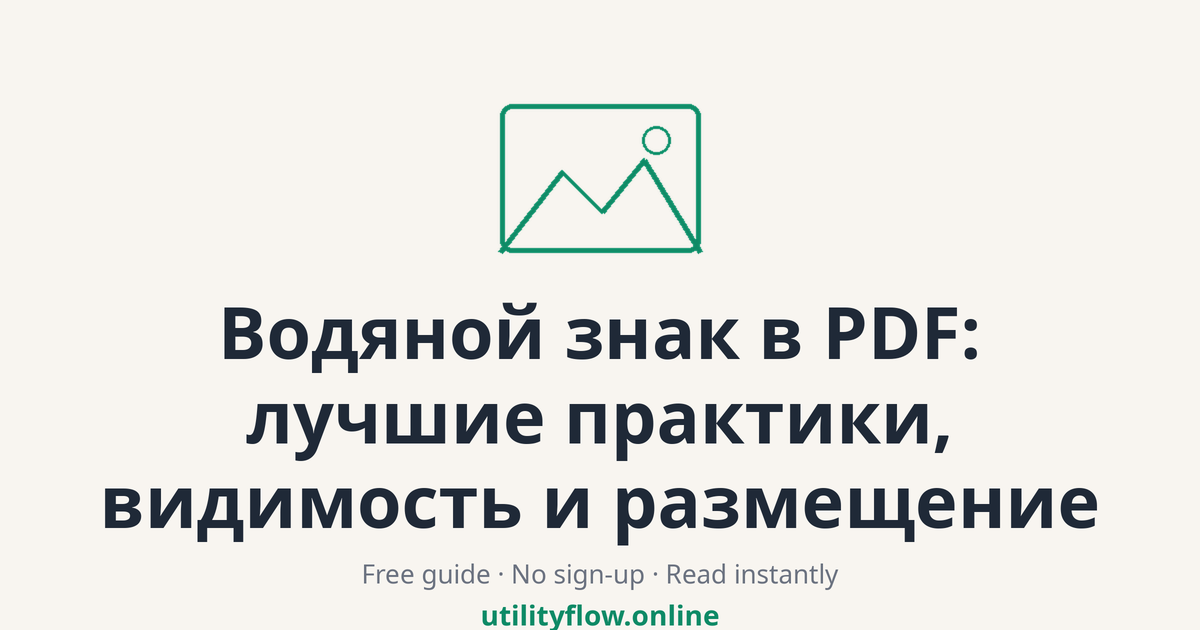 Водяной знак в PDF:
лучшие практики,
видимость и размещение
Free guide · No sign-up · Read instantly
utilityflow.online